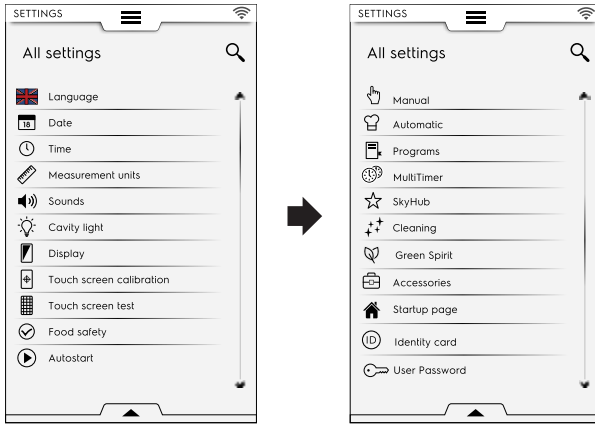 SETTINGS
All settings
Language
18 Date
Time
Measurement units
Sounds
Cavity light
Display
Touch screen calibration
Touch screen test
Food safety
Autostart
SETTINGS
All settings
Manual
Automatic
Programs
MultiTimer
SkyHub
Cleaning
Green Spirit
Accessories
Startup page
ID Identity card
User Password